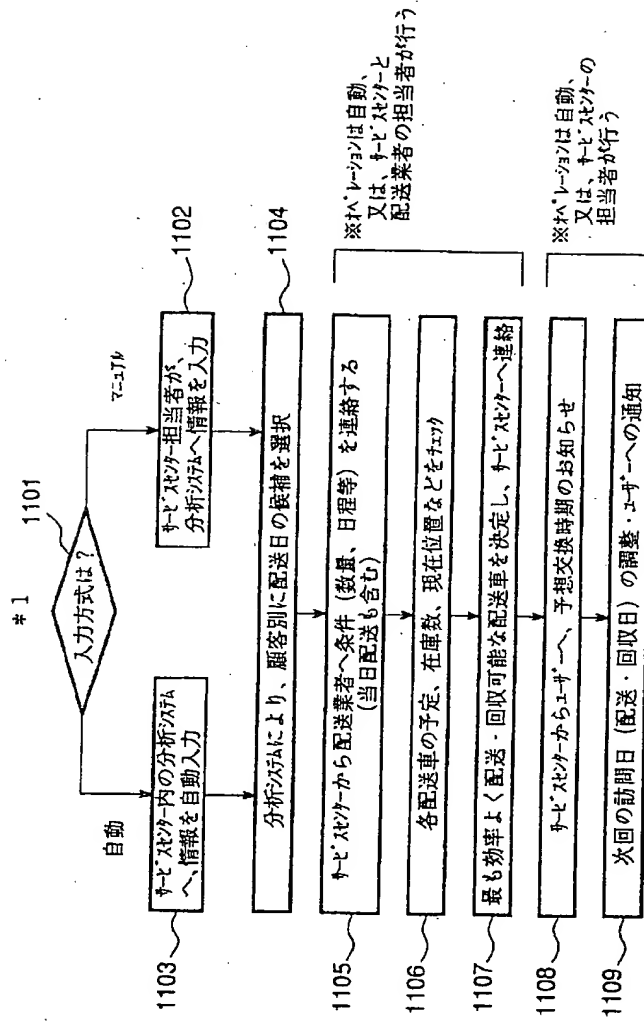 *1
1101
入力方式は?
自動
マニュアル
1103
サービスセンター内の分析システム
へ、情報を自動入力
1102
サービスセンター担当者が、
分析システムへ情報を入力
1104
分析システムにより、顧客別に配送日の候補を選択
1105
サービスセンターから配送業者へ条件（数量、日程等）を連絡する
（当日配送も含む）
1106
各配送車の予定、在庫数、現在位置などをチェック
1107
最も効率よく配送・回収可能な配送車を決定し、サービスセンターへ連絡
※オペレーションは自動、
又は、サービスセンターと
配送業者の担当者が行う
1108
サービスセンターからユーザーへ、予想交換時期のお知らせ
1109
次回の訪問日（配送・回収日）の調整・ユーザーへの通知
※オペレーションは自動、
又は、サービスセンターの
担当者が行う